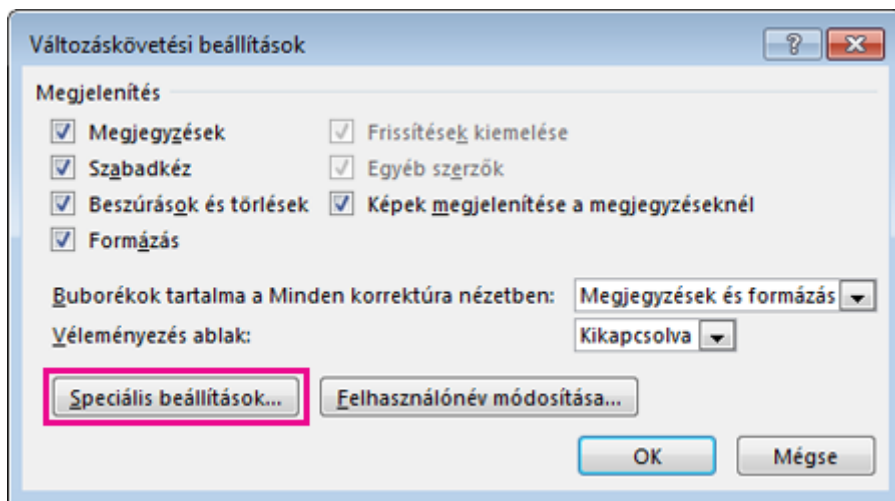 Változáskövetési beállítások
Megjelenítés
Megjegyzések Frissítések kiemelése
Szabadkéz Egyéb szerzők
Beszúrások és törlések Képek megjelenítése a megjegyzéseknél
Formázás
Buborékok tartalma a Minden korrektúra nézetben: Megjegyzések és formázás
Véleményezés ablak: Kikapcsolva
Speciális beállítások... Felhasználónév módosítása...
OK Mégse